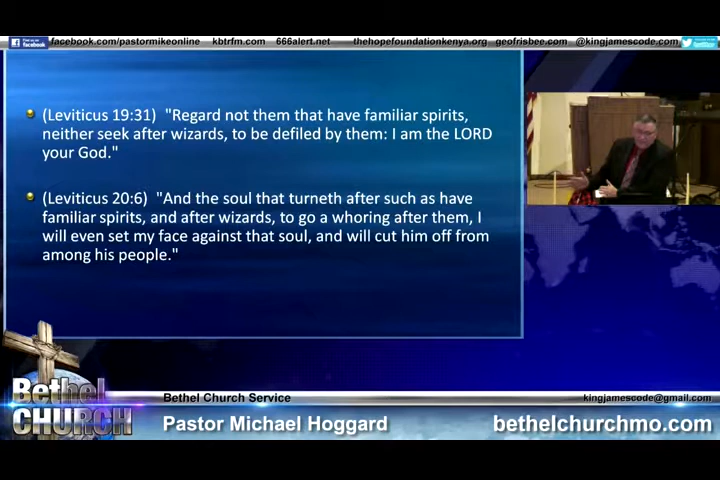 facebook.com/pastormikeonline kbtrfm.com 666alert.net thehopefoundationkenya.org geofrisbee.com @kingjamescode.com
(Leviticus 19:31) "Regard not them that have familiar spirits,
neither seek after wizards, to be defiled by them: I am the LORD
your God."
(Leviticus 20:6) "And the soul that turneth after such as have
familiar spirits, and after wizards, to go a whoring after them, I
will even set my face against that soul, and will cut him off from
among his people."
Bethel
CHURCH
Bethel Church Service
kingjamescode@gmail.com
Pastor Michael Hoggard
bethelchurchmo.com